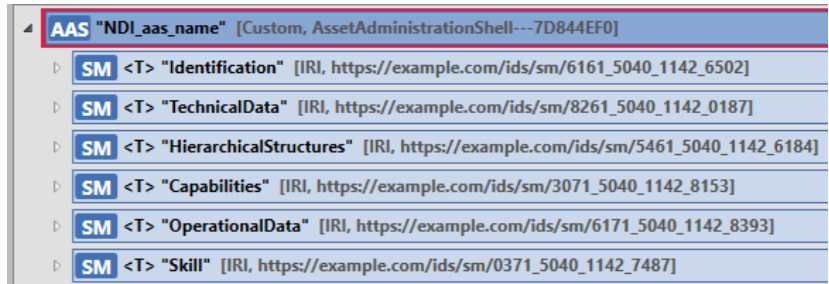 AAS "NDI_aas_name" [Custom, AssetAdministrationShell---7D844EF0]
SM <T> "Identification" [IRI, https://example.com/ids/sm/6161_5040_1142_6502]
SM <T> "TechnicalData" [IRI, https://example.com/ids/sm/8261_5040_1142_0187]
SM <T> "HierarchicalStructures" [IRI, https://example.com/ids/sm/5461_5040_1142_6184]
SM <T> "Capabilities" [IRI, https://example.com/ids/sm/3071_5040_1142_8153]
SM <T> "OperationalData" [IRI, https://example.com/ids/sm/6171_5040_1142_8393]
SM <T> "Skill" [IRI, https://example.com/ids/sm/0371_5040_1142_7487]